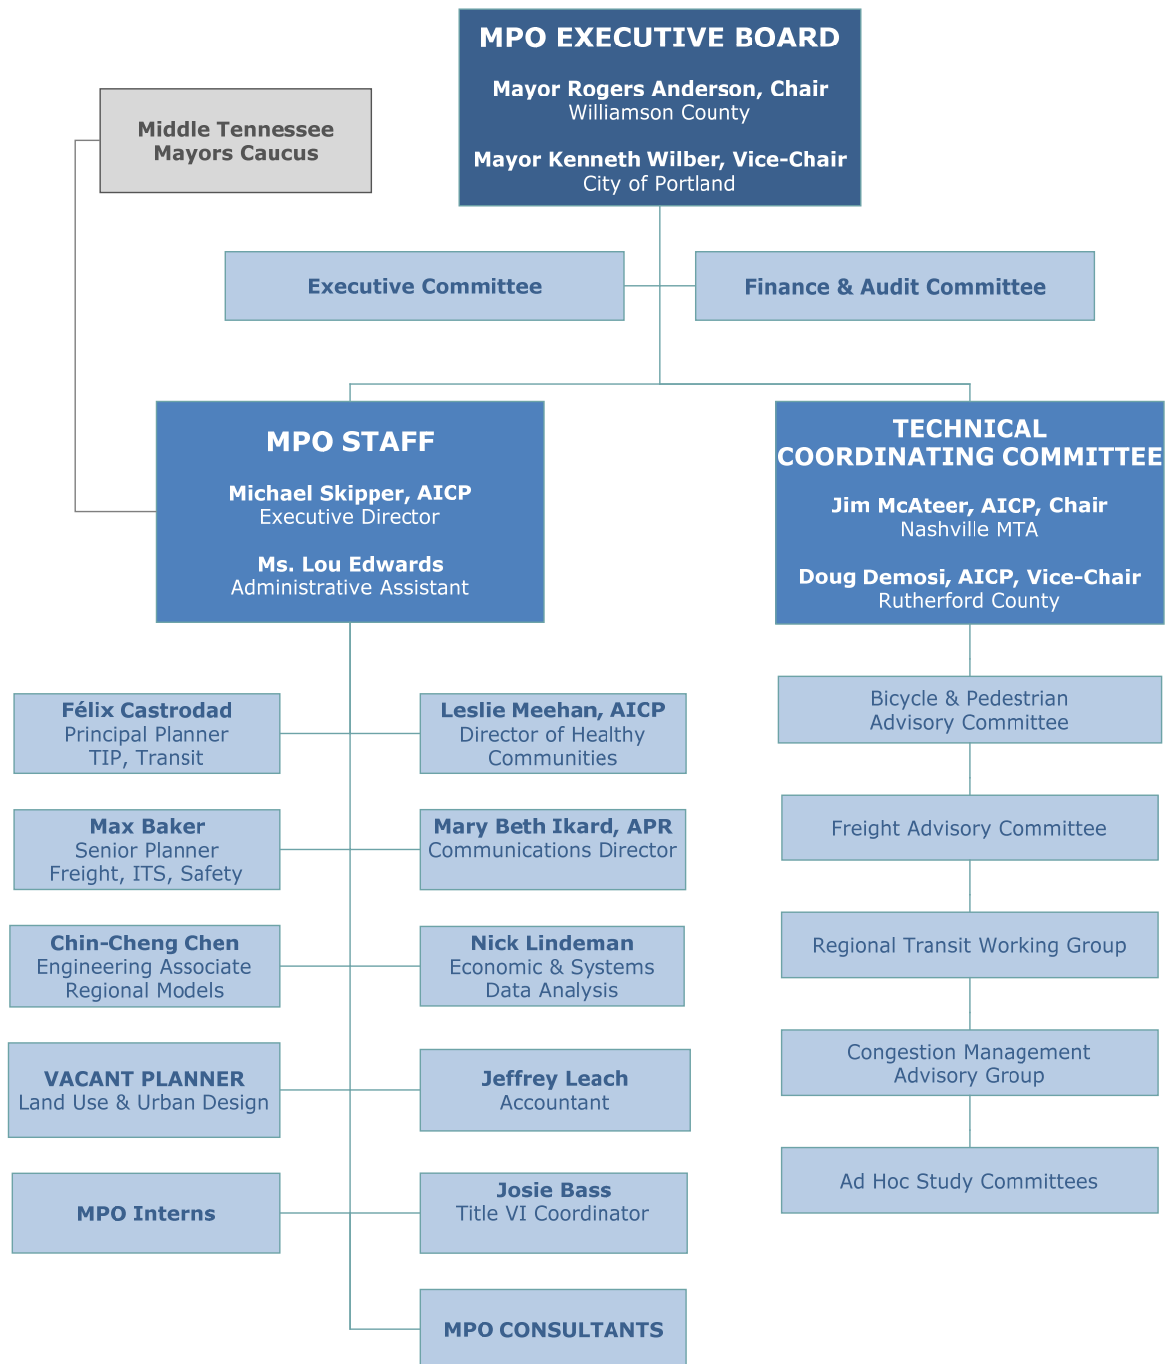 MPO EXECUTIVE BOARD
Mayor Rogers Anderson, Chair
Williamson County
Mayor Kenneth Wilber, Vice-Chair
City of Portland
Middle Tennessee
Mayors Caucus
Executive Committee
Finance & Audit Committee
MPO STAFF
Michael Skipper, AICP
Executive Director
Ms. Lou Edwards
Administrative Assistant
TECHNICAL
COORDINATING COMMITTEE
Jim McAteer, AICP, Chair
Nashville MTA
Doug Demosi, AICP, Vice-Chair
Rutherford County
Félix Castrodad
Principal Planner
TIP, Transit
Leslie Meehan, AICP
Director of Healthy
Communities
Max Baker
Senior Planner
Freight, ITS, Safety
Mary Beth Ikard, APR
Communications Director
Chin-Cheng Chen
Engineering Associate
Regional Models
Nick Lindeman
Economic & Systems
Data Analysis
VACANT PLANNER
Land Use & Urban Design
Jeffrey Leach
Accountant
MPO Interns
Josie Bass
Title VI Coordinator
MPO CONSULTANTS
Bicycle & Pedestrian
Advisory Committee
Freight Advisory Committee
Regional Transit Working Group
Congestion Management
Advisory Group
Ad Hoc Study Committees